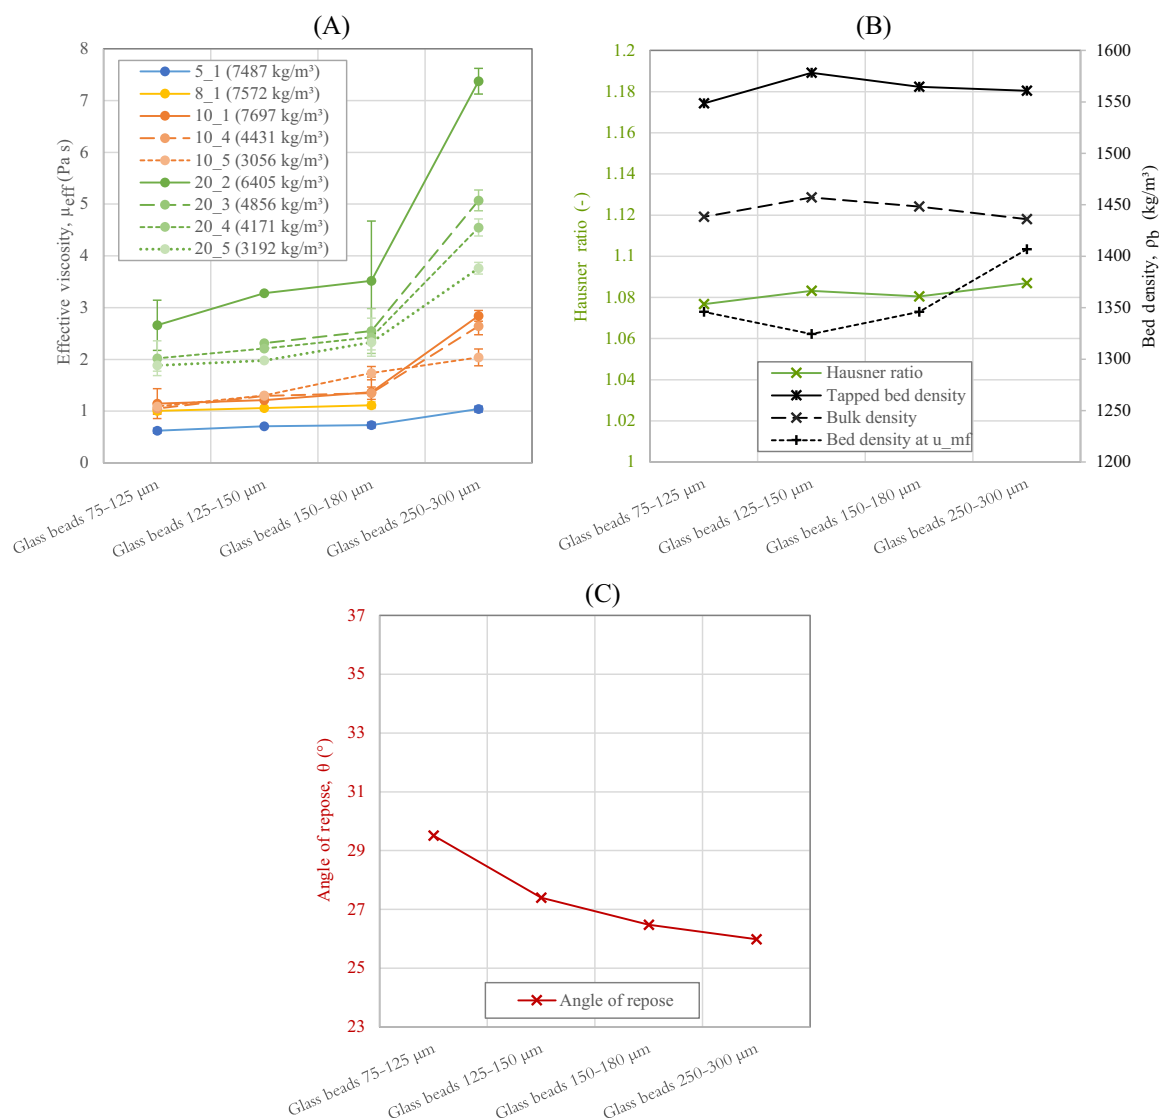 (A)
8
7
6
5
4
3
2
1
0
Effective viscosity, μeff (Pa s)
5_1 (7487 kg/m³)
8_1 (7572 kg/m³)
10_1 (7697 kg/m³)
10_4 (4431 kg/m³)
10_5 (3056 kg/m³)
20_2 (6405 kg/m³)
20_3 (4856 kg/m³)
20_4 (4171 kg/m³)
20_5 (3192 kg/m³)
Glass beads 75–125 μm
Glass beads 125–150 μm
Glass beads 150–180 μm
Glass beads 250–300 μm
(B)
1.2
1.18
1.16
1.14
1.12
1.1
1.08
1.06
1.04
1.02
1
Hausner ratio (-)
1600
1550
1500
1450
1400
1350
1300
1250
1200
Bed density, ρb (kg/m³)
Hausner ratio
Tapped bed density
Bulk density
Bed density at u_mf
Glass beads 75–125 μm
Glass beads 125–150 μm
Glass beads 150–180 μm
Glass beads 250–300 μm
(C)
37
35
33
31
29
27
25
23
Angle of repose, θ (°)
Angle of repose
Glass beads 75–125 μm
Glass beads 125–150 μm
Glass beads 150–180 μm
Glass beads 250–300 μm